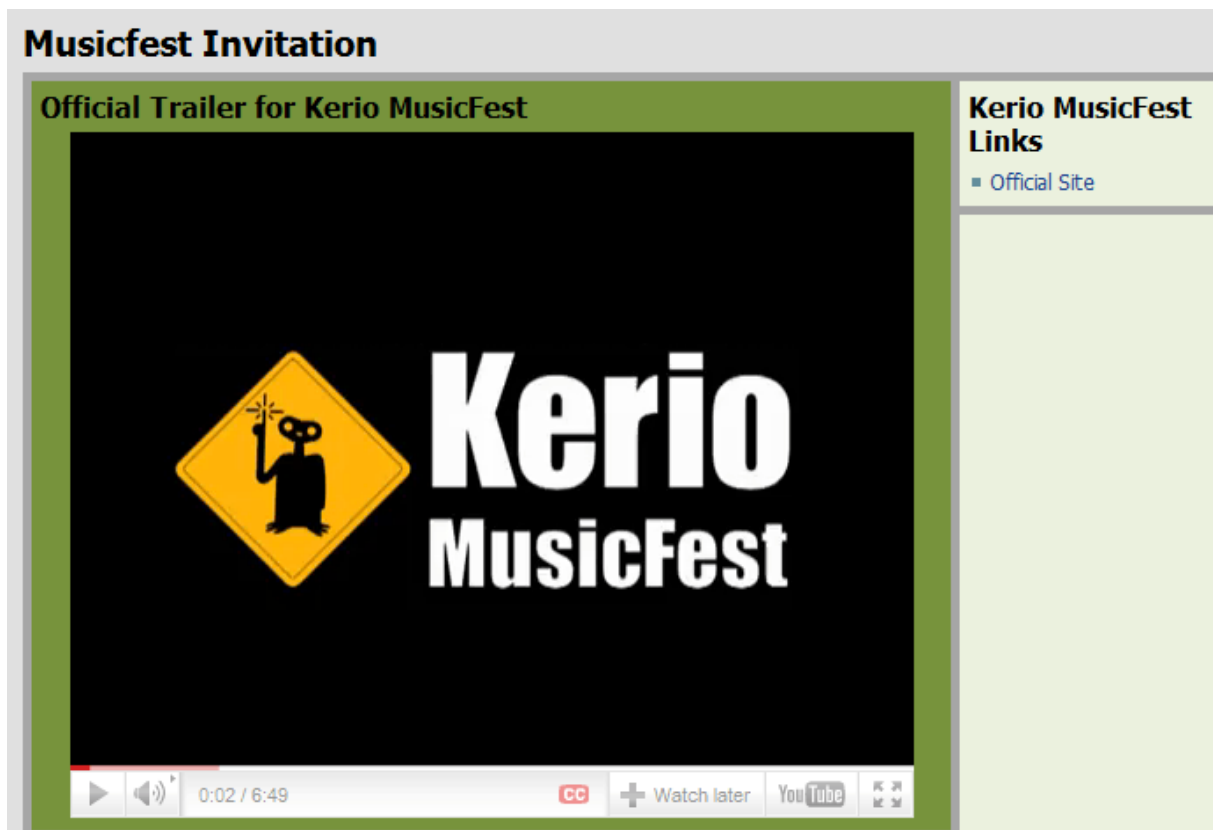 Musicfest Invitation
Official Trailer for Kerio MusicFest
Kerio
MusicFest
0:02 / 6:49
CC
Watch later
YouTube
Kerio MusicFest
Links
Official Site